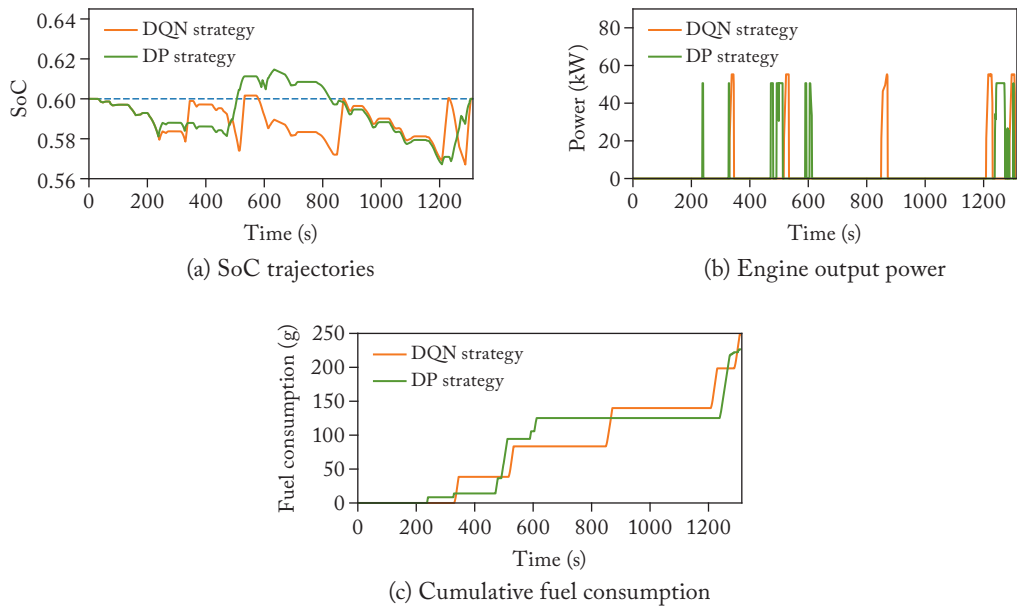 0.64
0.62
0.60
0.58
0.56
SoC
DQN strategy
DP strategy
0 200 400 600 800 1000 1200
Time (s)
(a) SoC trajectories
80
60
40
20
0
Power (kW)
DQN strategy
DP strategy
0 200 400 600 800 1000 1200
Time (s)
(b) Engine output power
250
200
150
100
50
0
Fuel consumption (g)
DQN strategy
DP strategy
0 200 400 600 800 1000 1200
Time (s)
(c) Cumulative fuel consumption